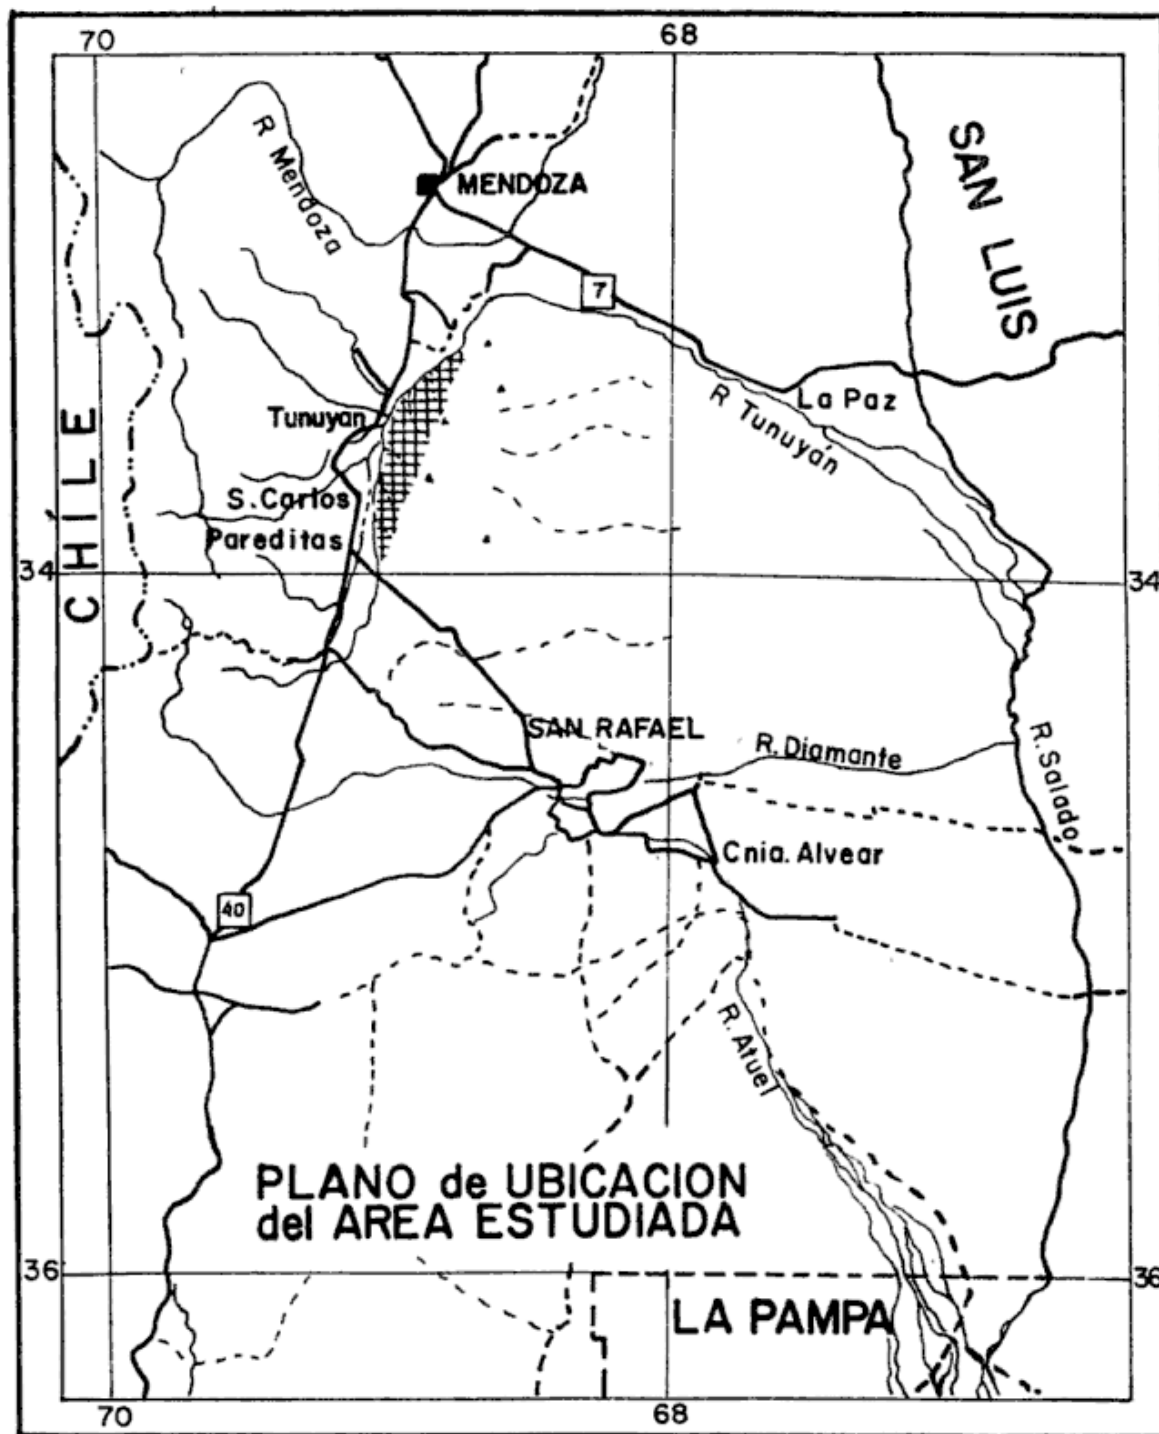 70
68
R Mendoza
MENDOZA
SAN LUIS
7
CHILE
La Paz
R. Tunuyán
Tunuyan
S. Carlos
Pareditas
34
34
SAN RAFAEL
R. Diamante
R. Salado
Cnia. Alvear
40
R. Atuel
PLANO de UBICACION
del AREA ESTUDIADA
36
36
LA PAMPA
70
68